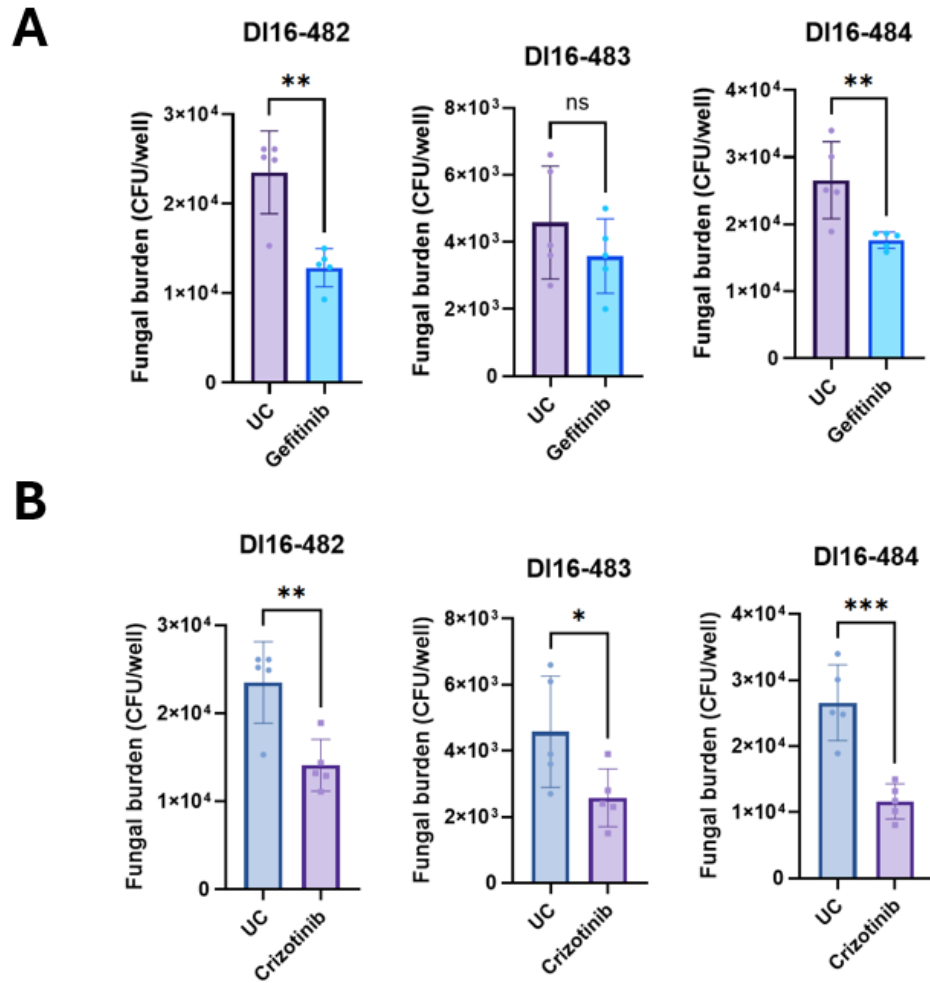 A
DI16-482
DI16-483
DI16-484
Fungal burden (CFU/well)
3×10⁴
2×10⁴
1×10⁴
0
**
UC
Gefitinib
Fungal burden (CFU/well)
8×10³
6×10³
4×10³
2×10³
0
ns
UC
Gefitinib
Fungal burden (CFU/well)
4×10⁴
3×10⁴
2×10⁴
1×10⁴
0
**
UC
Gefitinib
B
DI16-482
DI16-483
DI16-484
Fungal burden (CFU/well)
3×10⁴
2×10⁴
1×10⁴
0
**
UC
Crizotinib
Fungal burden (CFU/well)
8×10³
6×10³
4×10³
2×10³
0
*
UC
Crizotinib
Fungal burden (CFU/well)
4×10⁴
3×10⁴
2×10⁴
1×10⁴
0
***
UC
Crizotinib